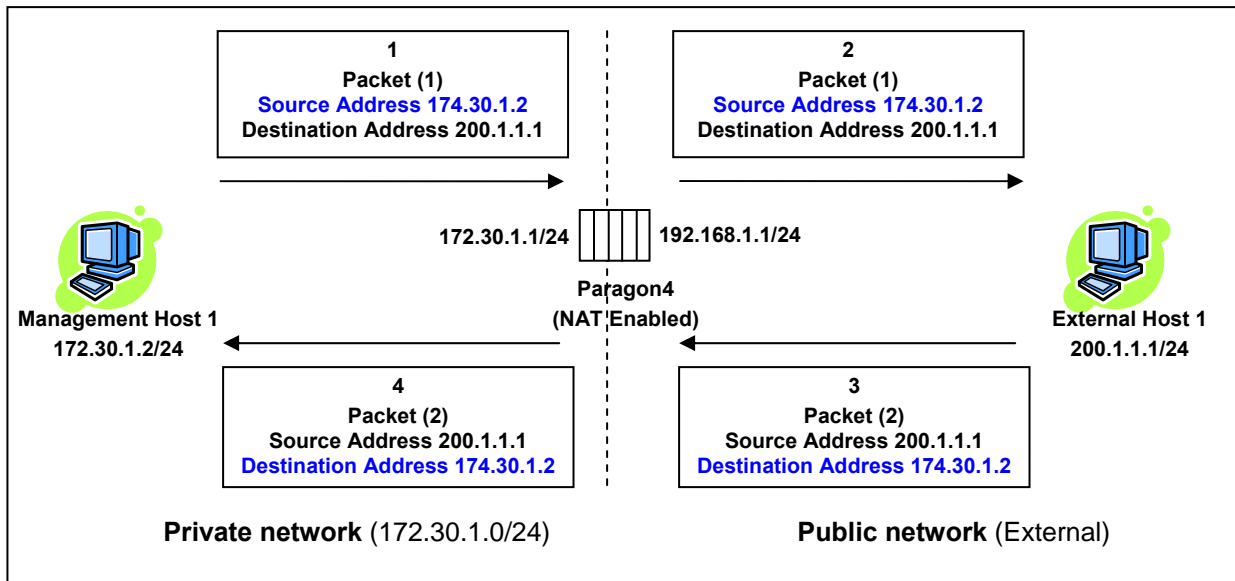 1
Packet (1)
Source Address 174.30.1.2
Destination Address 200.1.1.1
2
Packet (1)
Source Address 174.30.1.2
Destination Address 200.1.1.1
172.30.1.1/24
192.168.1.1/24
Paragon4
(NAT Enabled)
Management Host 1
172.30.1.2/24
External Host 1
200.1.1.1/24
4
Packet (2)
Source Address 200.1.1.1
Destination Address 174.30.1.2
3
Packet (2)
Source Address 200.1.1.1
Destination Address 174.30.1.2
Private network (172.30.1.0/24)
Public network (External)